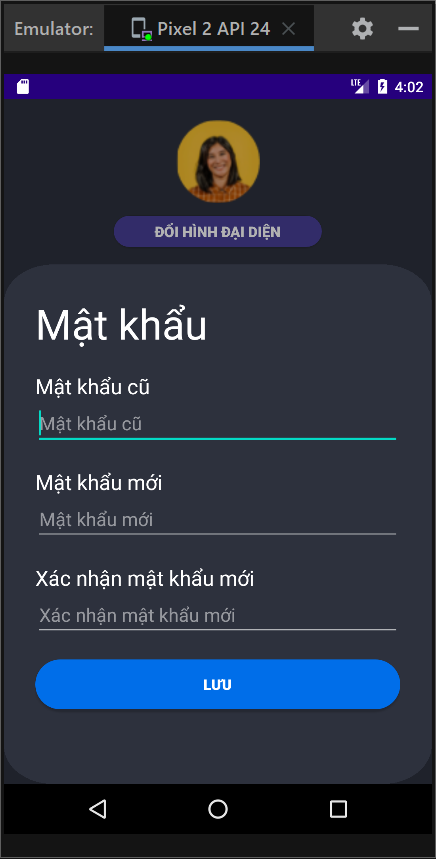 Emulator:
Pixel 2 API 24
LTE
4:02
ĐỔI HÌNH ĐẠI DIỆN
Mật khẩu
Mật khẩu cũ
Mật khẩu cũ
Mật khẩu mới
Mật khẩu mới
Xác nhận mật khẩu mới
Xác nhận mật khẩu mới
LƯU